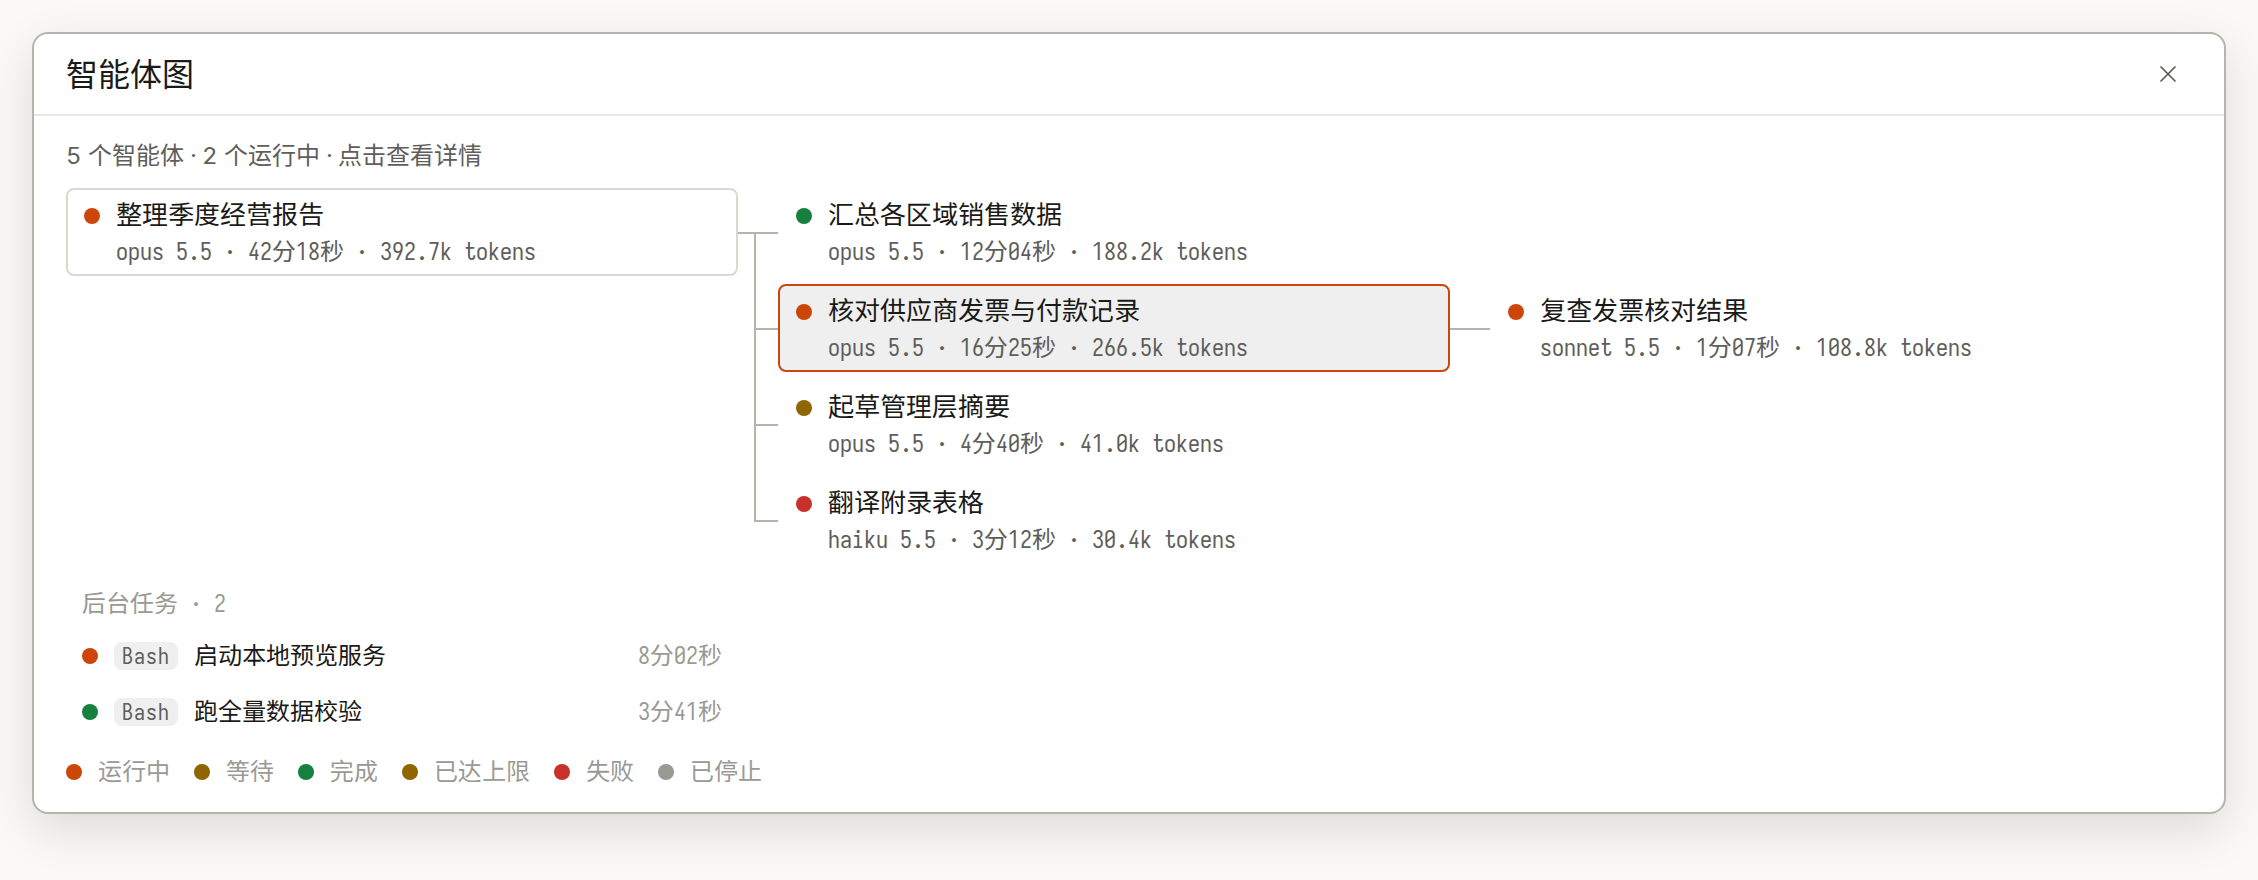 智能体图
5 个智能体 · 2 个运行中 · 点击查看详情
整理季度经营报告
opus 5.5 · 42分18秒 · 392.7k tokens
汇总各区域销售数据
opus 5.5 · 12分04秒 · 188.2k tokens
核对供应商发票与付款记录
opus 5.5 · 16分25秒 · 266.5k tokens
复查发票核对结果
sonnet 5.5 · 1分07秒 · 108.8k tokens
起草管理层摘要
opus 5.5 · 4分40秒 · 41.0k tokens
翻译附录表格
haiku 5.5 · 3分12秒 · 30.4k tokens
后台任务 · 2
Bash 启动本地预览服务 8分02秒
Bash 跑全量数据校验 3分41秒
运行中 等待 完成 已达上限 失败 已停止